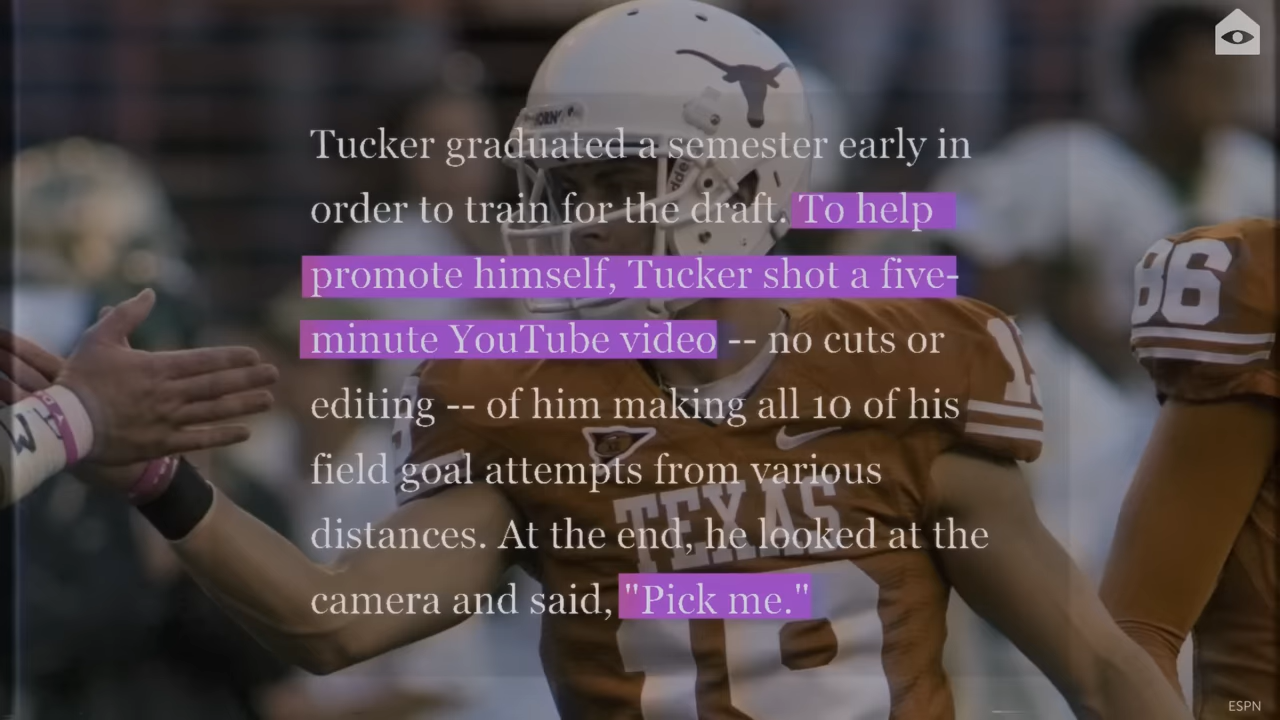 Tucker graduated a semester early in
order to train for the draft. To help
promote himself, Tucker shot a five-
minute YouTube video -- no cuts or
editing -- of him making all 10 of his
field goal attempts from various
distances. At the end, he looked at the
camera and said, "Pick me."
TEXAS
86
ESPN